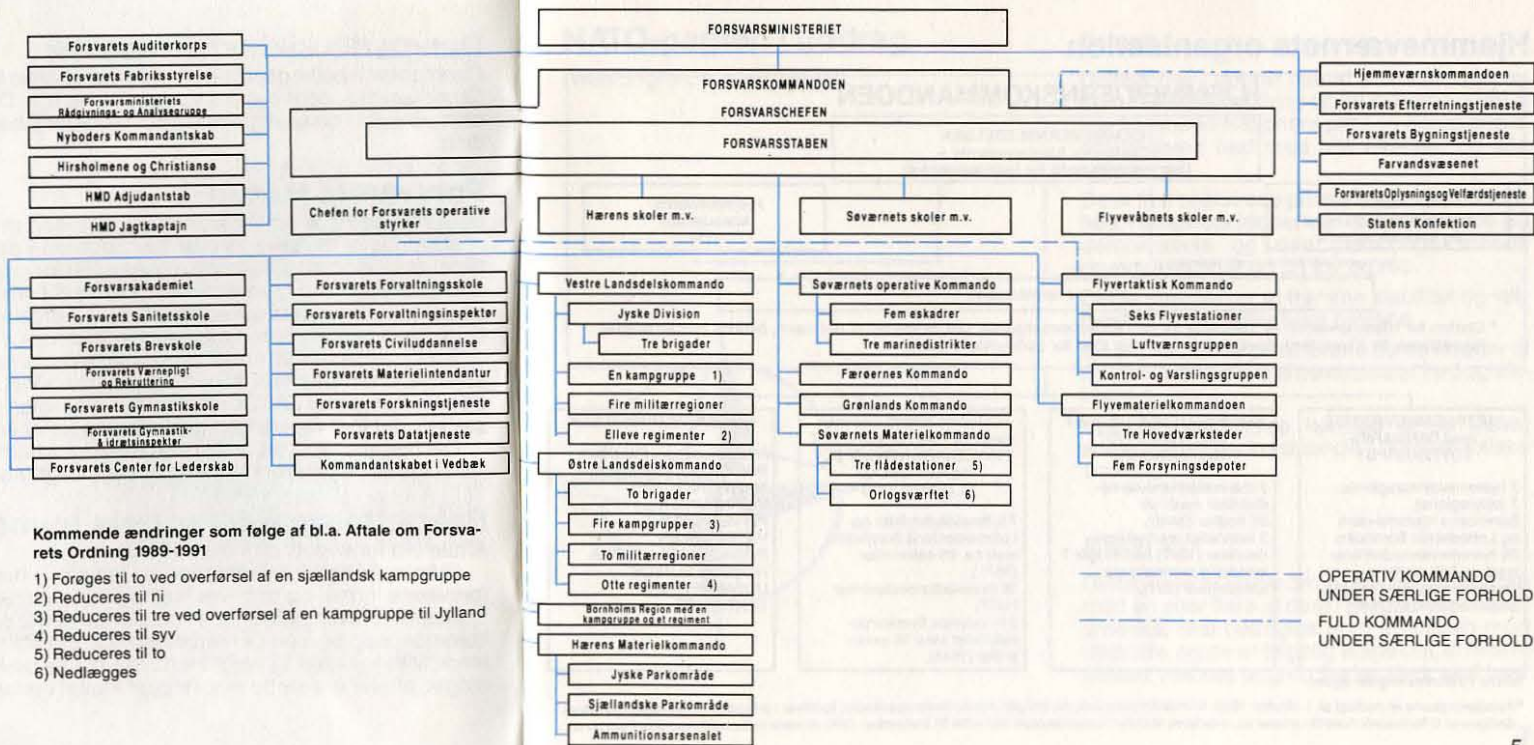 FORSVARSMINISTERIET
Forsvarets Auditørkorps
Forsvarets Fabriksstyrelse
Forsvarsministeriets
Rådgivnings- og Analysegruppe
Nyboders Kommandantskab
Hirsholmene og Christiansø
HMD Adjudantstab
HMD Jagtkaptajn
FORSVARSKOMMANDOEN
FORSVARSCHEFEN
FORSVARSSTABEN
Hjemmeværnskommandoen
Forsvarets Efterretningstjeneste
Forsvarets Bygningstjeneste
Farvandsvæsenet
Forsvarets Oplysnings og Velfærdstjeneste
Statens Konfektion
Chefen for Forsvarets operative
styrker
Hærens skoler m.v.
Søværnets skoler m.v.
Flyvevåbnets skoler m.v.
Forsvarsakademiet
Forsvarets Sanitetsskole
Forsvarets Brevskole
Forsvarets Værnepligt
og Rekruttering
Forsvarets Gymnastikskole
Forsvarets Gymnastik-
& idrætsinspektør
Forsvarets Center for Lederskab
Forsvarets Forvaltningsskole
Forsvarets Forvaltningsinspektør
Forsvarets Civiluddannelse
Forsvarets Materielintendantur
Forsvarets Forskningstjeneste
Forsvarets Datatjeneste
Kommandantskabet i Vedbæk
Vestre Landsdelskommando
Jyske Division
Tre brigader
En kampgruppe 1)
Fire militærregioner
Elleve regimenter 2)
Østre Landsdelskommando
To brigader
Fire kampgrupper 3)
To militærregioner
Otte regimenter 4)
Bornholms Region med en
kampgruppe og et regiment
Hærens Materielkommando
Jyske Parkområde
Sjællandske Parkområde
Ammunitionsarsenalet
Søværnets operative Kommando
Fem eskadrer
Tre marinedistrikter
Færøernes Kommando
Grønlands Kommando
Søværnets Materielkommando
Tre flådestationer 5)
Orlogsværftet 6)
Flyvertaktisk Kommando
Seks Flyvestationer
Luftværnsgruppen
Kontrol- og Varslingsgruppen
Flyvematerielkommandoen
Tre Hovedværksteder
Fem Forsyningsdepoter
Kommende ændringer som følge af bl.a. Aftale om Forsva-
rets Ordning 1989-1991
1) Forøges til to ved overførsel af en sjællandsk kampgruppe
2) Reduceres til ni
3) Reduceres til tre ved overførsel af en kampgruppe til Jylland
4) Reduceres til syv
5) Reduceres til to
6) Nedlægges
OPERATIV KOMMANDO
UNDER SÆRLIGE FORHOLD
FULD KOMMANDO
UNDER SÆRLIGE FORHOLD
5